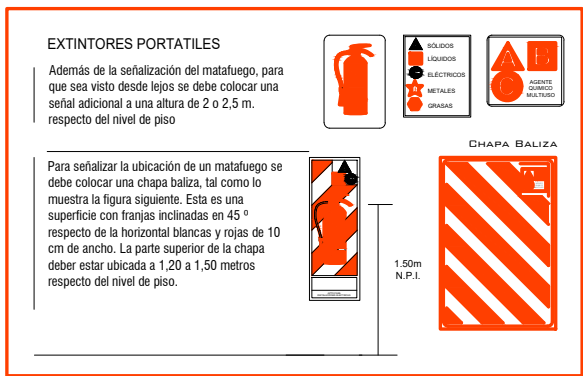 EXTINTORES PORTATILES
Además de la señalización del matafuego, para
que sea visto desde lejos se debe colocar una
señal adicional a una altura de 2 o 2,5 m.
respecto del nivel de piso
SÓLIDOS
LÍQUIDOS
ELÉCTRICOS
METALES
GRASAS
A B
C
AGENTE
QUIMICO
MULTIUSO
CHAPA BALIZA
Para señalizar la ubicación de un matafuego se
debe colocar una chapa baliza, tal como lo
muestra la figura siguiente. Esta es una
superficie con franjas inclinadas en 45 º
respecto de la horizontal blancas y rojas de 10
cm de ancho. La parte superior de la chapa
deber estar ubicada a 1,20 a 1,50 metros
respecto del nivel de piso.
1.50m
N.P.I.